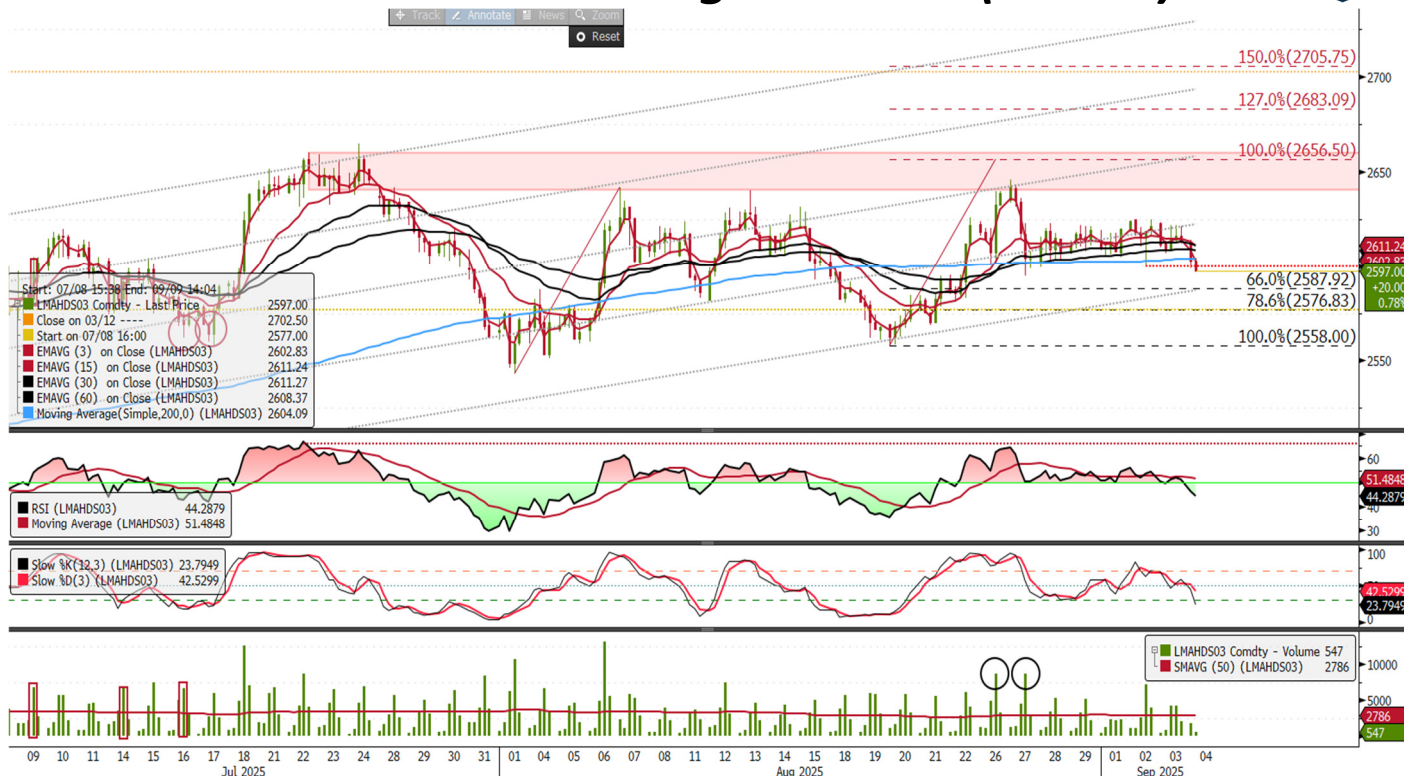 Track Annotate News Zoom
Reset
150.0%(2705.75)
2700
127.0%(2683.09)
100.0%(2656.50)
2650
2611.24
2602.83
2597.00
+20.00
0.78%
66.0%(2587.92)
78.6%(2576.83)
100.0%(2558.00)
2550
Start: 07/08 15:38 End: 09/09 14:04
LMAHDS03 Comdty - Last Price 2597.00
Close on 03/12 ---- 2702.50
Start on 07/08 16:00 2577.00
EMAVG (3) on Close (LMAHDS03) 2602.83
EMAVG (15) on Close (LMAHDS03) 2611.24
EMAVG (30) on Close (LMAHDS03) 2611.27
EMAVG (60) on Close (LMAHDS03) 2608.37
Moving Average(Simple,200,0) (LMAHDS03) 2604.09
60
51.4848
44.2879
40
30
RSI (LMAHDS03) 44.2879
Moving Average (LMAHDS03) 51.4848
100
42.5299
23.7949
0
Slow %K(12,3) (LMAHDS03) 23.7949
Slow %D(3) (LMAHDS03) 42.5299
LMAHDS03 Comdty - Volume 547
SMAVG (50) (LMAHDS03) 2786
10000
5000
2786
547
09 10 11 14 15 16 17 18 21 22 23 24 25 28 29 30 31 01 04 05 06 07 08 11 12 13 14 15 18 19 20 21 22 26 27 28 29 01 02 03 04
Jul 2025 Aug 2025 Sep 2025